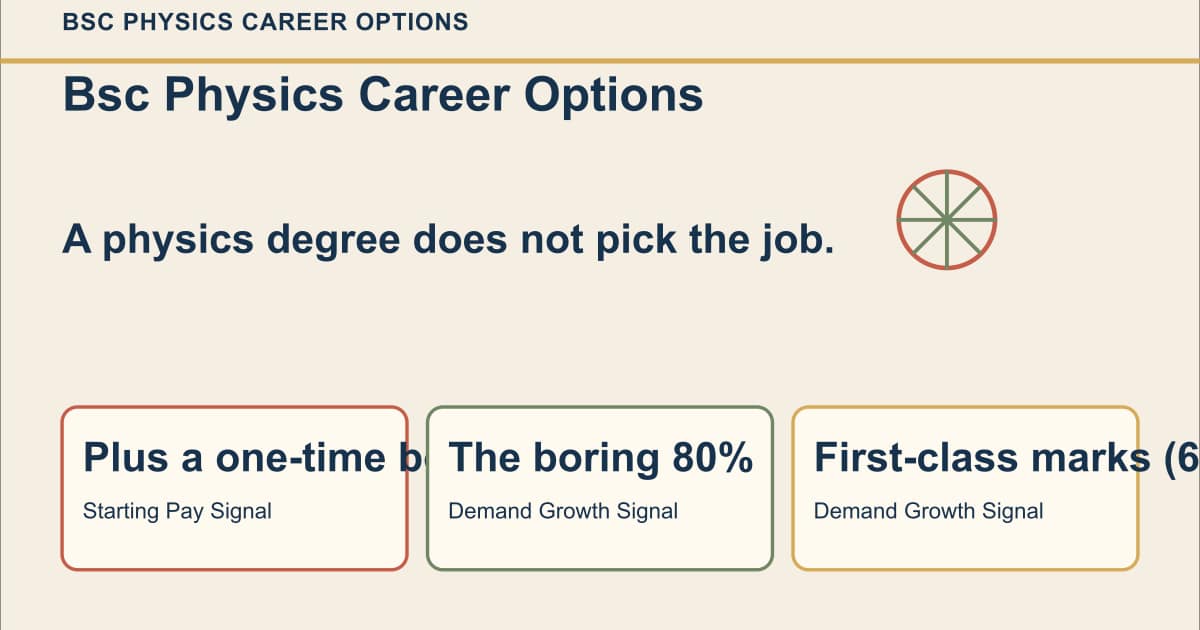 BSC PHYSICS CAREER OPTIONS
Bsc Physics Career Options
A physics degree does not pick the job.
Plus a one-time
The boring 80%
First-class marks (6
Starting Pay Signal
Demand Growth Signal
Demand Growth Signal